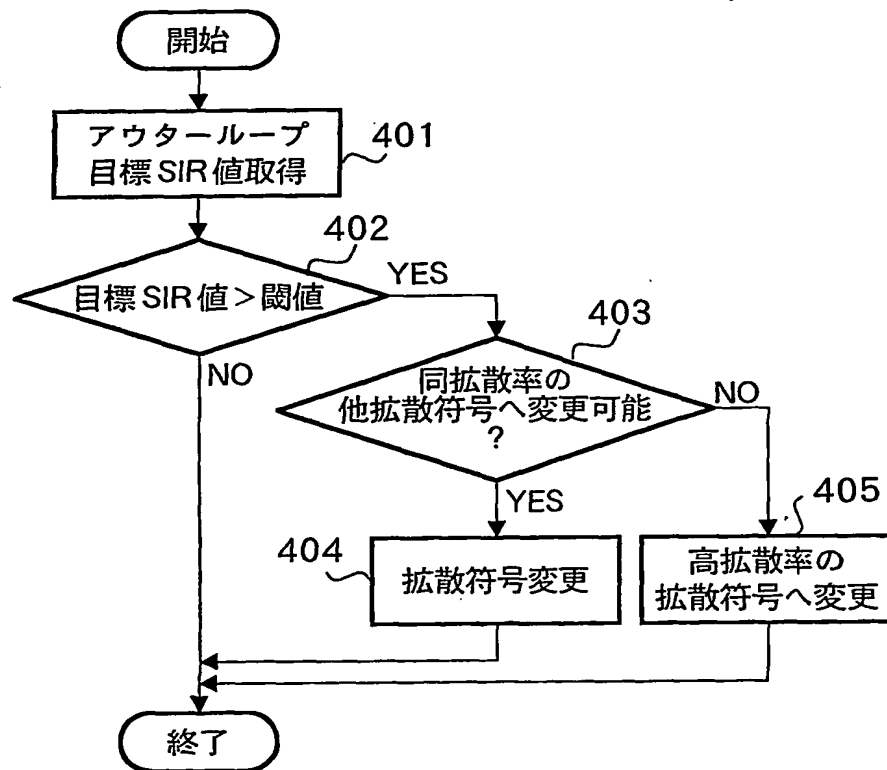 開始
アウターループ
目標SIR値取得
401
402
目標SIR値>閾値
YES
NO
403
同拡散率の
他拡散符号へ変更可能
?
NO
YES
404
拡散符号変更
405
高拡散率の
拡散符号へ変更
終了